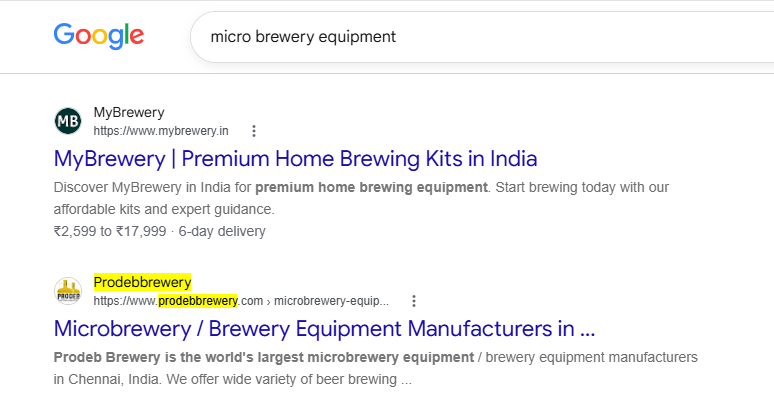 Google
micro brewery equipment
MB
MyBrewery
https://www.mybrewery.in
MyBrewery | Premium Home Brewing Kits in India
Discover MyBrewery in India for premium home brewing equipment. Start brewing today with our
affordable kits and expert guidance.
₹2,599 to ₹17,999 · 6-day delivery
PRODEB
Prodebbrewery
https://www.prodebbrewery.com › microbrewery-equip...
Microbrewery / Brewery Equipment Manufacturers in ...
Prodeb Brewery is the world's largest microbrewery equipment / brewery equipment manufacturers
in Chennai, India. We offer wide variety of beer brewing ...